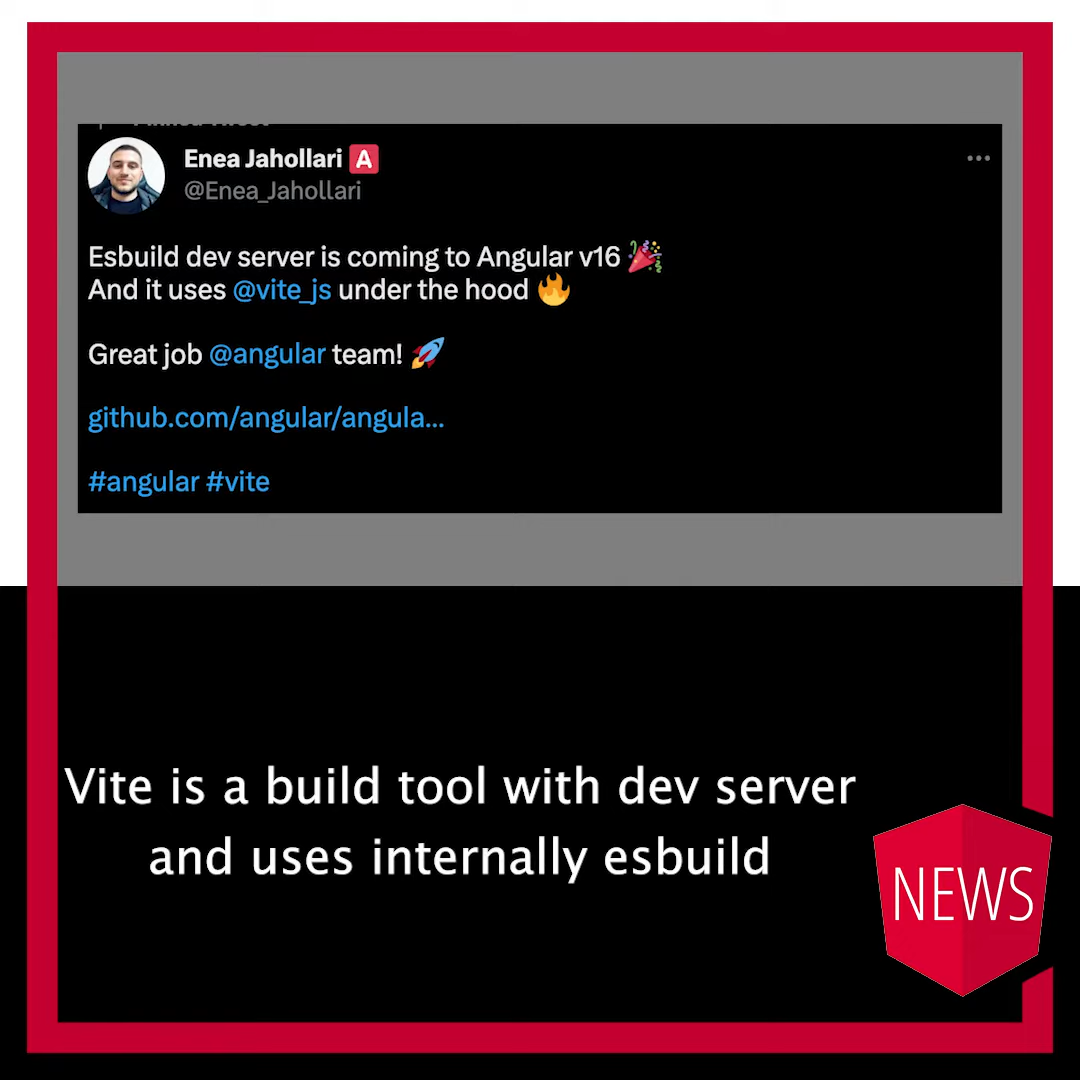 Enea Jahollari 🅰
@Enea_Jahollari
Esbuild dev server is coming to Angular v16 🎉
And it uses @vite_js under the hood 🔥
Great job @angular team! 🚀
github.com/angular/angula...
#angular #vite
Vite is a build tool with dev server
and uses internally esbuild
NEWS